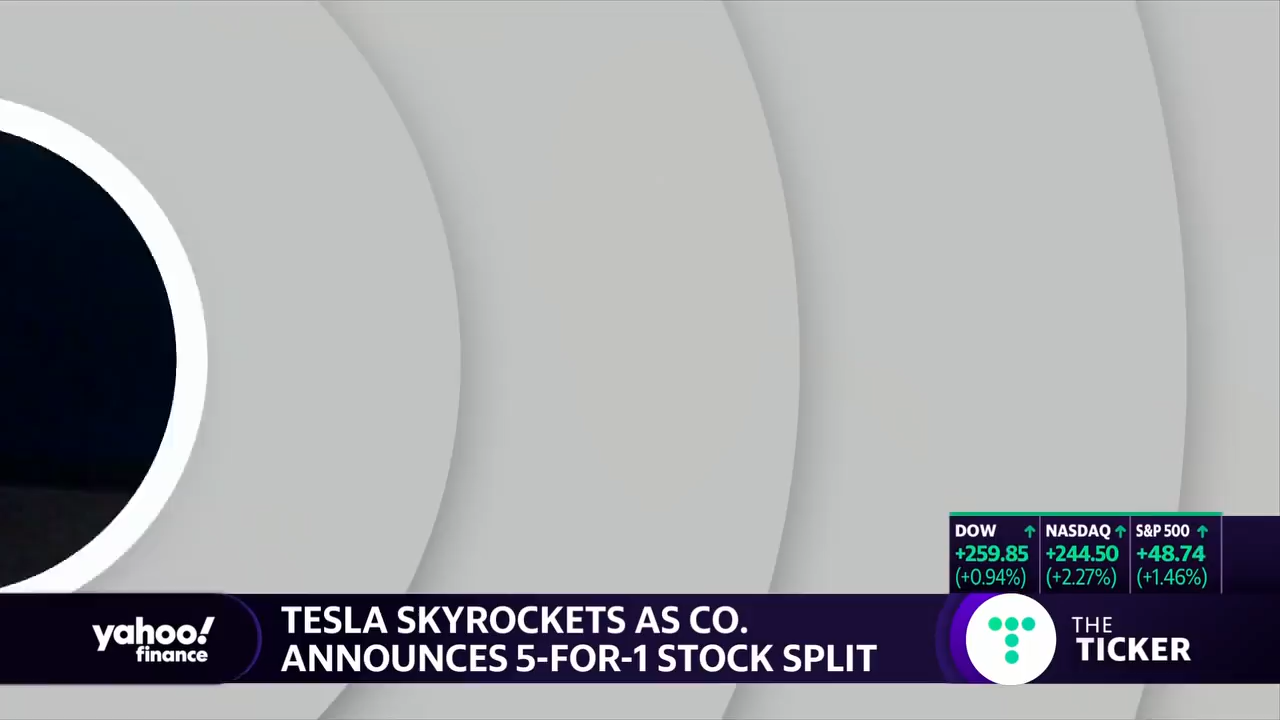 DOW ↑ NASDAQ ↑ S&P 500 ↑
+259.85 +244.50 +48.74
(+0.94%) (+2.27%) (+1.46%)
yahoo!
finance
TESLA SKYROCKETS AS CO.
ANNOUNCES 5-FOR-1 STOCK SPLIT
THE
TICKER